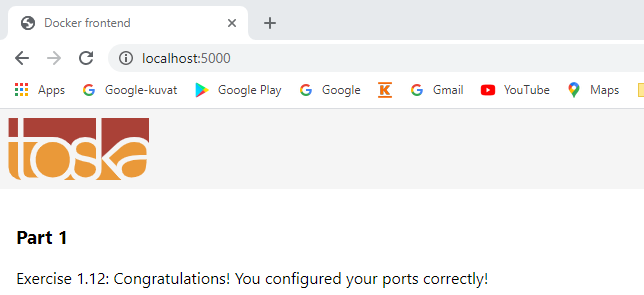 Docker frontend
localhost:5000
Apps Google-kuvat Google Play Google Gmail YouTube Maps
toska
Part 1
Exercise 1.12: Congratulations! You configured your ports correctly!